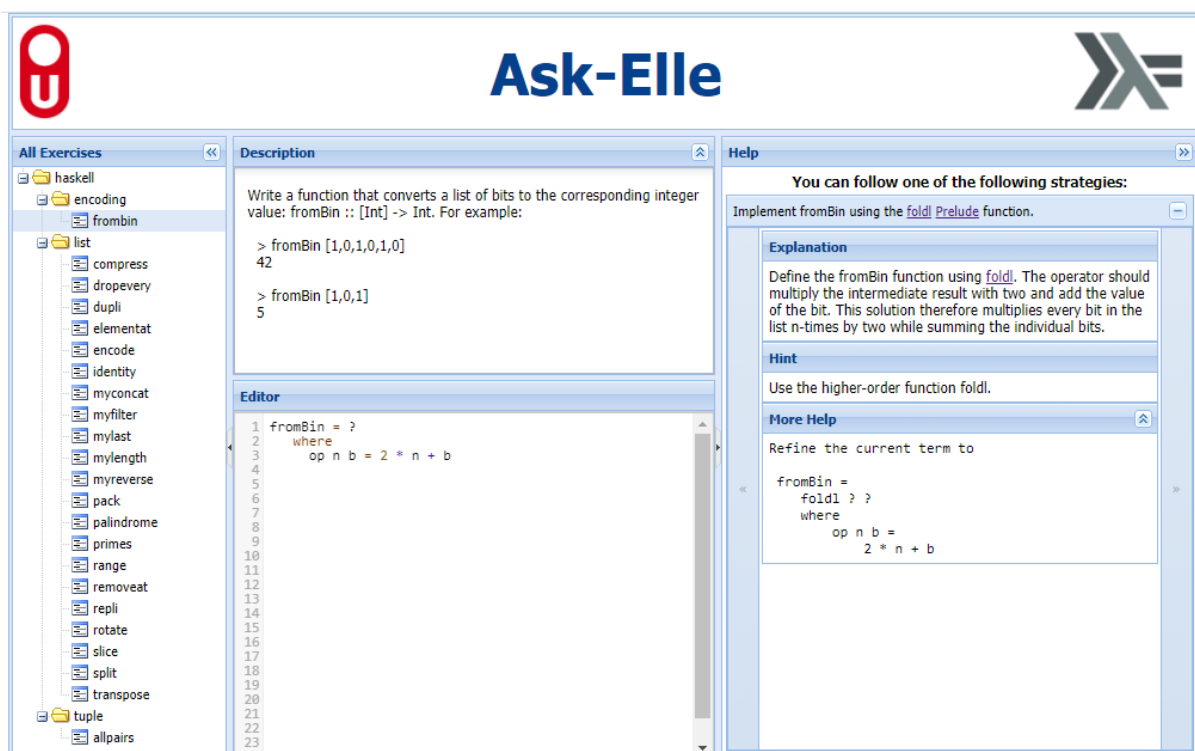 U
Ask-Elle
All Exercises
haskell
encoding
frombin
list
compress
dropevery
dupli
elementat
encode
identity
myconcat
myfilter
mylast
mylength
myreverse
pack
palindrome
primes
range
removeat
repli
rotate
slice
split
transpose
tuple
allpairs
Description
Write a function that converts a list of bits to the corresponding integer
value: fromBin :: [Int] -> Int. For example:
> fromBin [1,0,1,0,1,0]
42
> fromBin [1,0,1]
5
Editor
1 fromBin = ?
2 where
3 op n b = 2 * n + b
4
5
6
7
8
9
10
11
12
13
14
15
16
17
18
19
20
21
22
23
Help
You can follow one of the following strategies:
Implement fromBin using the foldl Prelude function.
Explanation
Define the fromBin function using foldl. The operator should
multiply the intermediate result with two and add the value
of the bit. This solution therefore multiplies every bit in the
list n-times by two while summing the individual bits.
Hint
Use the higher-order function foldl.
More Help
Refine the current term to
fromBin =
foldl ? ?
where
op n b =
2 * n + b